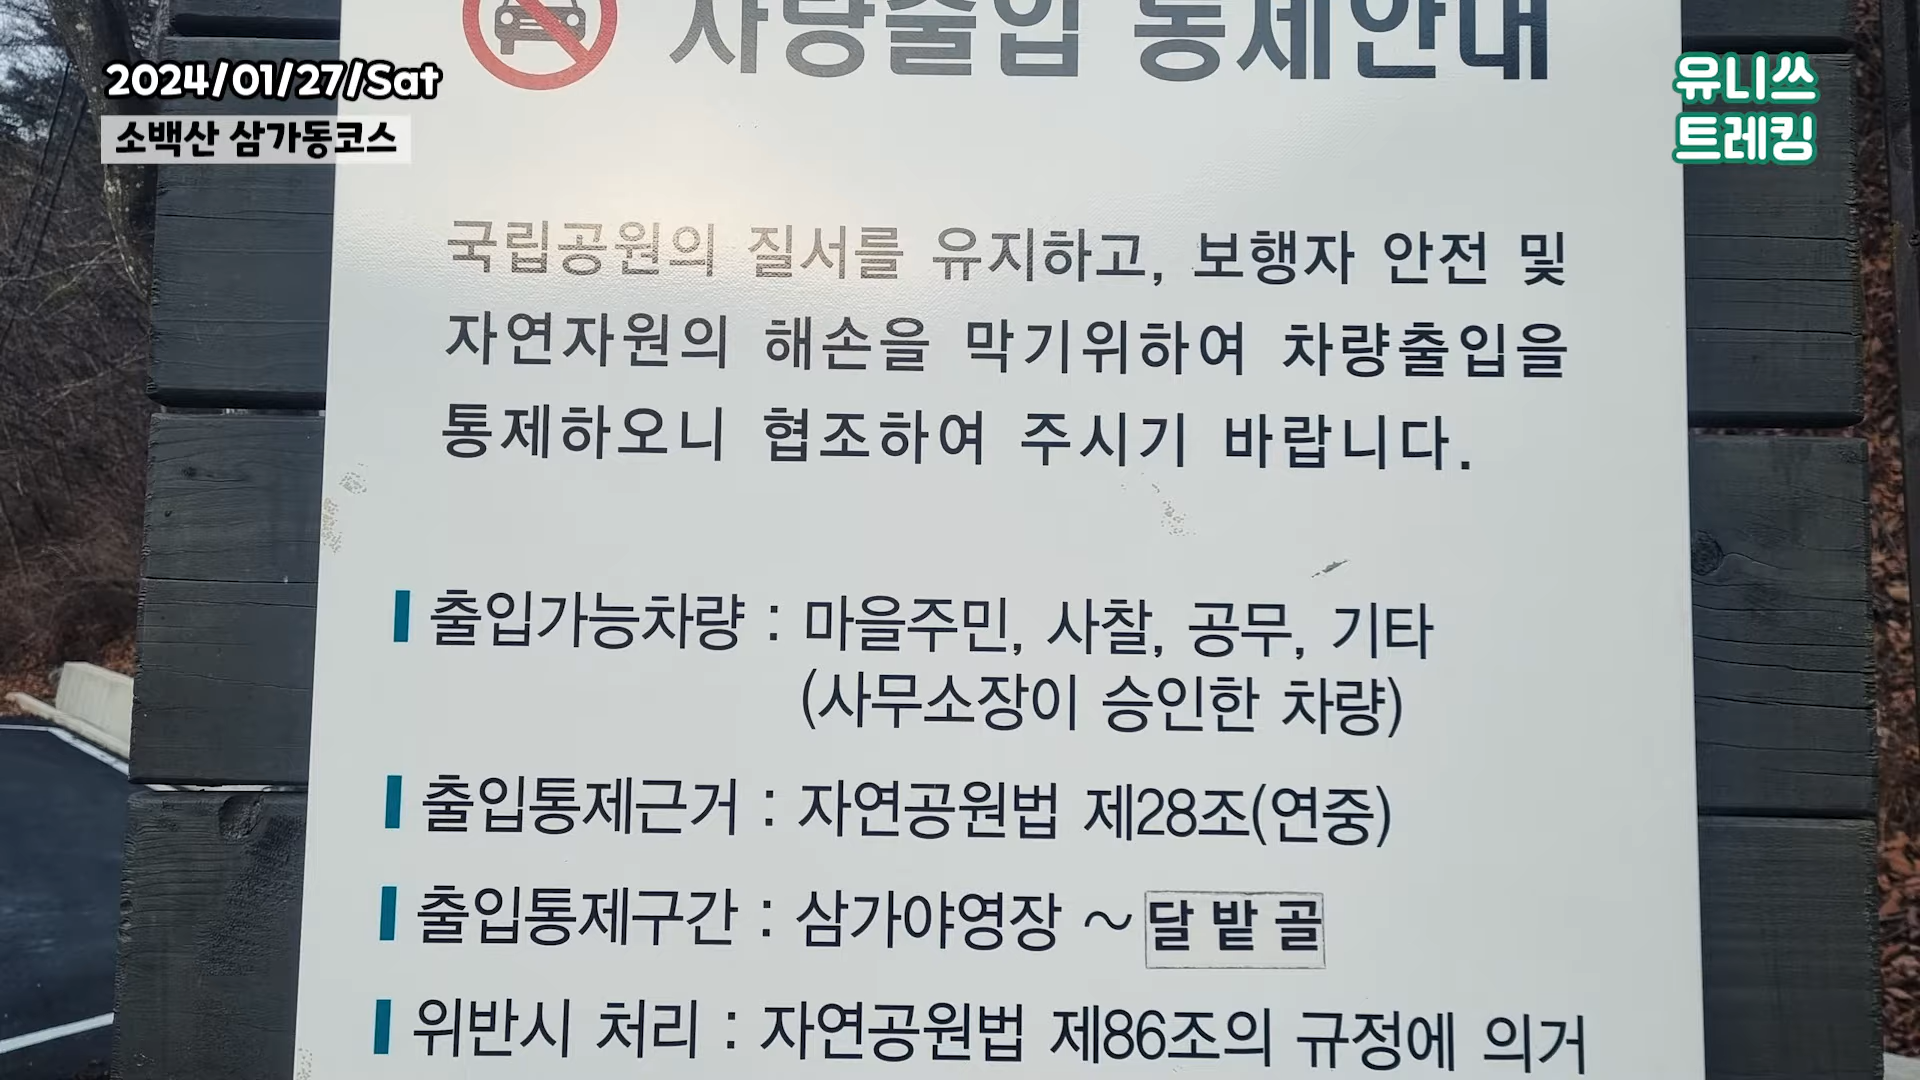 차량출입 통제안내
2024/01/27/Sat
소백산 삼가동코스
유니쓰
트레킹
국립공원의 질서를 유지하고, 보행자 안전 및
자연자원의 해손을 막기위하여 차량출입을
통제하오니 협조하여 주시기 바랍니다.
출입가능차량 : 마을주민, 사찰, 공무, 기타
(사무소장이 승인한 차량)
출입통제근거 : 자연공원법 제28조(연중)
출입통제구간 : 삼가야영장 ~ 달밭골
위반시 처리 : 자연공원법 제86조의 규정에 의거